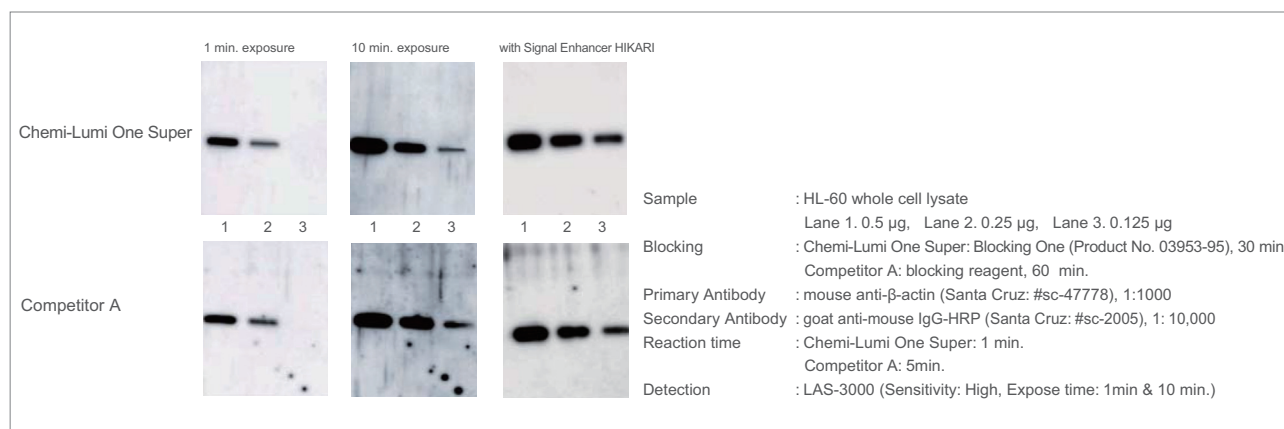 1 min. exposure
10 min. exposure
with Signal Enhancer HIKARI
Chemi-Lumi One Super
1 2 3
1 2 3
1 2 3
Competitor A
Sample : HL-60 whole cell lysate
Lane 1. 0.5 µg, Lane 2. 0.25 µg, Lane 3. 0.125 µg
Blocking : Chemi-Lumi One Super: Blocking One (Product No. 03953-95), 30 min
Competitor A: blocking reagent, 60 min.
Primary Antibody : mouse anti-β-actin (Santa Cruz: #sc-47778), 1:1000
Secondary Antibody : goat anti-mouse IgG-HRP (Santa Cruz: #sc-2005), 1: 10,000
Reaction time : Chemi-Lumi One Super: 1 min.
Competitor A: 5min.
Detection : LAS-3000 (Sensitivity: High, Expose time: 1min & 10 min.)